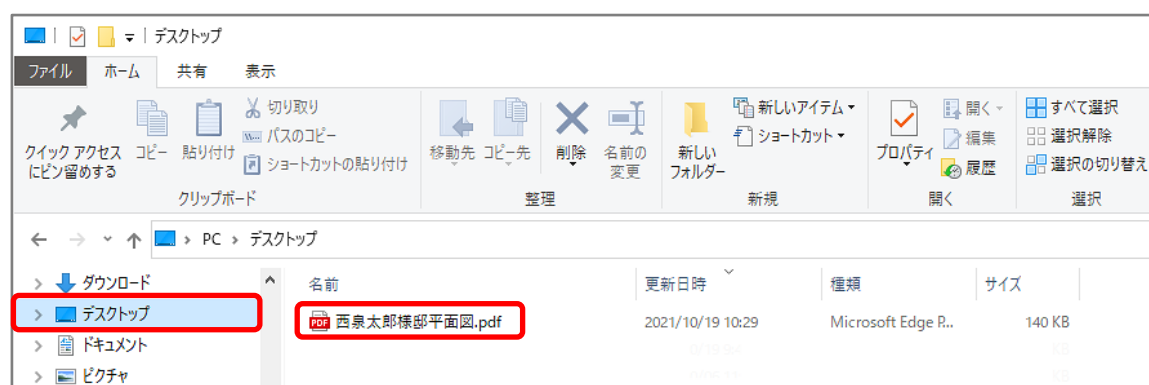 デスクトップ
ファイル ホーム 共有 表示
クイック アクセス
にピン留めする
コピー
貼り付け
切り取り
パスのコピー
ショートカットの貼り付け
クリップボード
移動先
コピー先
削除
名前の
変更
整理
新しい
フォルダー
新しいアイテム
ショートカット
新規
プロパティ
開く
編集
履歴
開く
すべて選択
選択解除
選択の切り替え
選択
PC デスクトップ
ダウンロード
デスクトップ
ドキュメント
ピクチャ
名前 更新日時 種類 サイズ
PDF 西泉太郎様邸平面図.pdf 2021/10/19 10:29 Microsoft Edge P... 140 KB